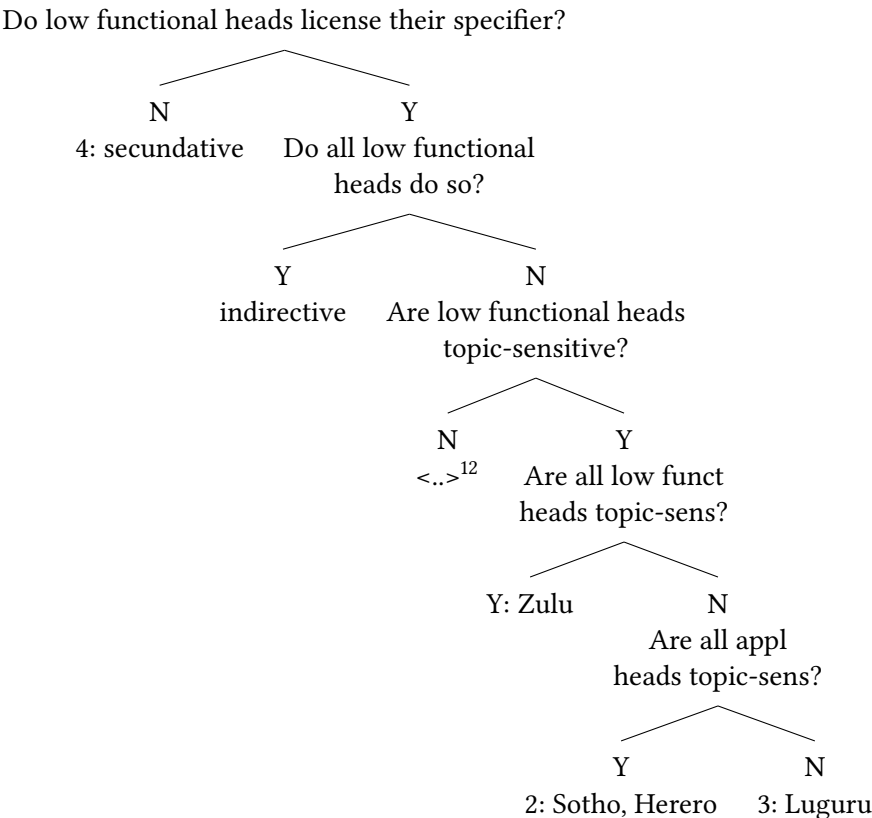 Do low functional heads license their specifier?
N Y
4: secundative Do all low functional
heads do so?
Y N
indirective Are low functional heads
topic-sensitive?
N Y
<..>12 Are all low funct
heads topic-sens?
Y: Zulu N
Are all appl
heads topic-sens?
Y N
2: Sotho, Herero 3: Luguru